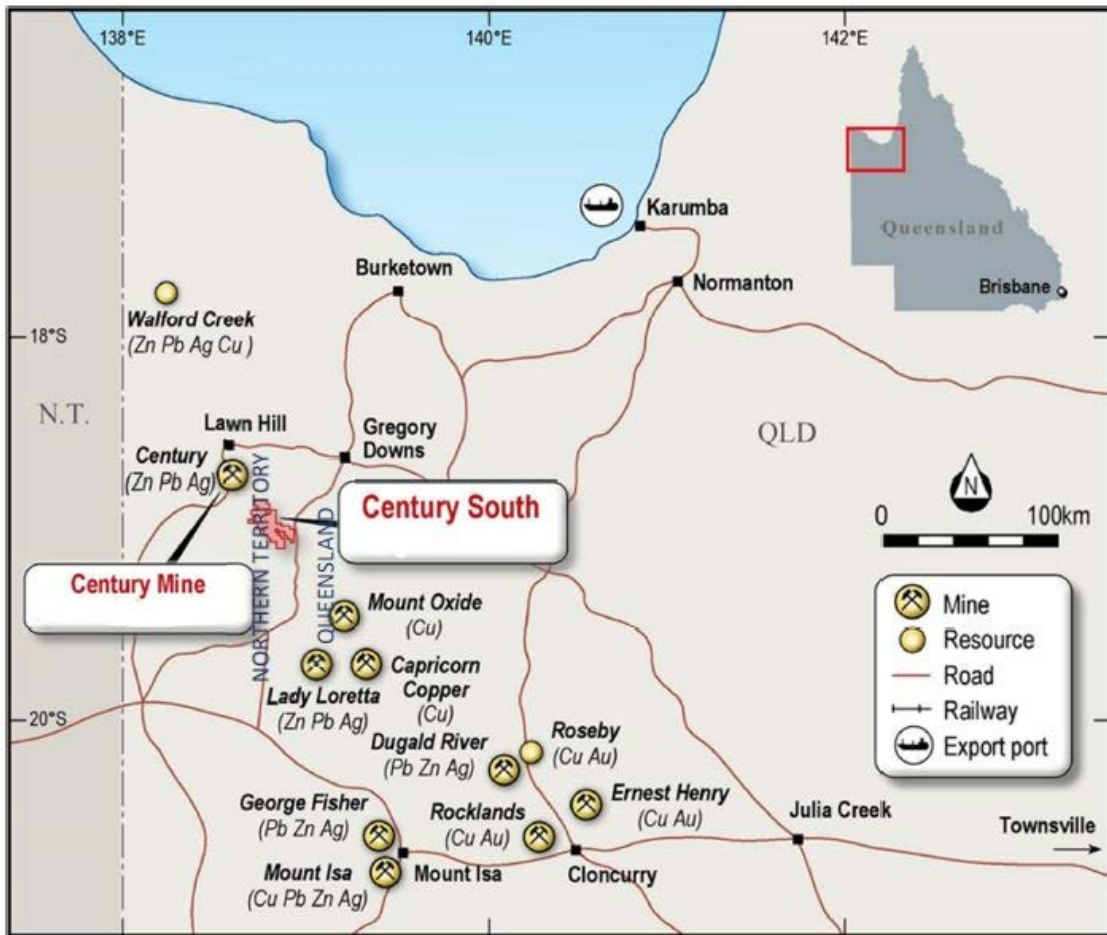 138°E
140°E
142°E
Karumba
Queensland
Brisbane
Burketown
Normanton
Walford Creek
(Zn Pb Ag Cu )
18°S
N.T.
Lawn Hill
Gregory
Downs
QLD
Century
(Zn Pb Ag)
N
Century South
0
100km
NORTHERN TERRITORY
QUEENSLAND
Century Mine
Mount Oxide
(Cu)
Capricorn
Copper
(Cu)
Lady Loretta
(Zn Pb Ag)
Mine
Resource
Road
Railway
Export port
20°S
Dugald River
(Pb Zn Ag)
Roseby
(Cu Au)
George Fisher
(Pb Zn Ag)
Rocklands
(Cu Au)
Ernest Henry
(Cu Au)
Julia Creek
Townsville
Mount Isa
(Cu Pb Zn Ag)
Mount Isa
Cloncurry